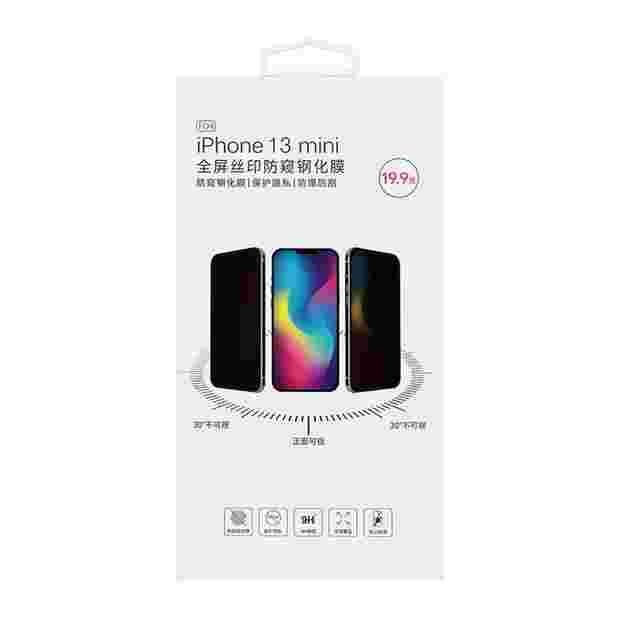 FOR
iPhone 13 mini
全屏丝印防窥钢化膜
防窥钢化膜|保护隐私|防爆防刮
19.9元
30°不可视
正面可视
30°不可视
9H